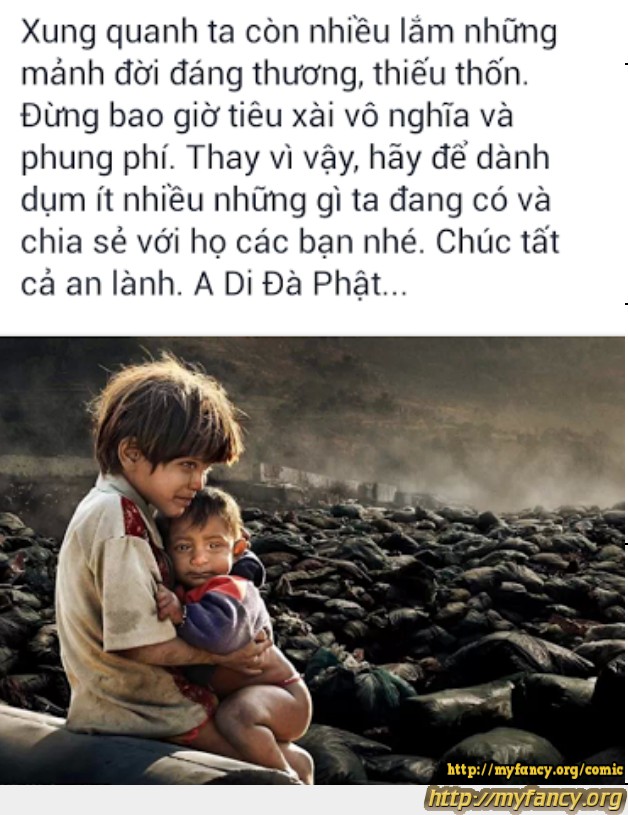 Xung quanh ta còn nhiều lắm những
mảnh đời đáng thương, thiếu thốn.
Đừng bao giờ tiêu xài vô nghĩa và
phung phí. Thay vì vậy, hãy để dành
dụm ít nhiều những gì ta đang có và
chia sẻ với họ các bạn nhé. Chúc tất
cả an lành. A Di Đà Phật...
http://myfancy.org/comic
http://myfancy.org